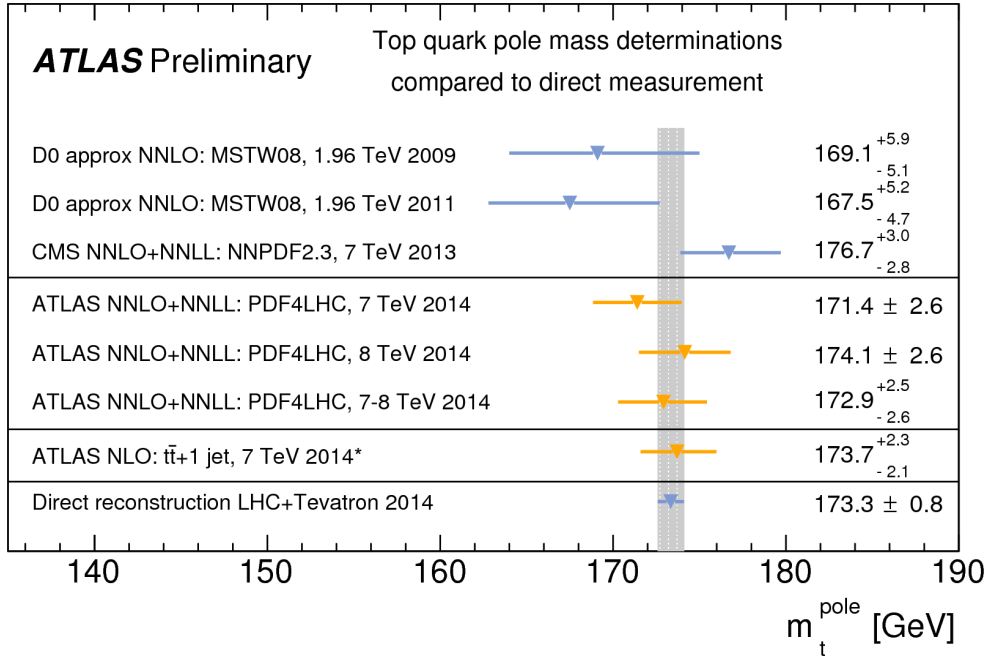 ATLAS Preliminary
Top quark pole mass determinations
compared to direct measurement
D0 approx NNLO: MSTW08, 1.96 TeV 2009 169.1 +5.9 - 5.1
D0 approx NNLO: MSTW08, 1.96 TeV 2011 167.5 +5.2 - 4.7
CMS NNLO+NNLL: NNPDF2.3, 7 TeV 2013 176.7 +3.0 - 2.8
ATLAS NNLO+NNLL: PDF4LHC, 7 TeV 2014 171.4 ± 2.6
ATLAS NNLO+NNLL: PDF4LHC, 8 TeV 2014 174.1 ± 2.6
ATLAS NNLO+NNLL: PDF4LHC, 7-8 TeV 2014 172.9 +2.5 - 2.6
ATLAS NLO: tt̄+1 jet, 7 TeV 2014* 173.7 +2.3 - 2.1
Direct reconstruction LHC+Tevatron 2014 173.3 ± 0.8
140 150 160 170 180 190
m t pole [GeV]